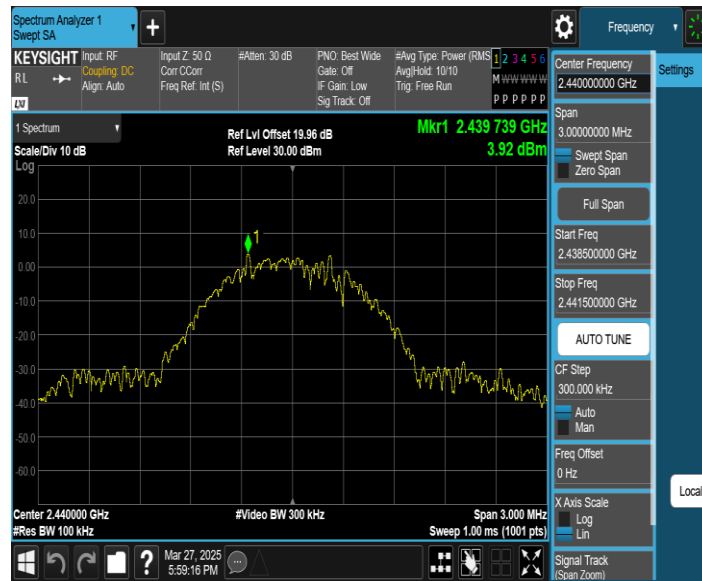 Spectrum Analyzer 1
Swept SA
+
Frequency
KEYSIGHT
RL
LXI
Input: RF
Coupling: DC
Align: Auto
Input Z: 50 Ω
Corr CCorr
Freq Ref: Int (S)
#Atten: 30 dB
PNO: Best Wide
Gate: Off
IF Gain: Low
Sig Track: Off
#Avg Type: Power (RMS
Avg|Hold: 10/10
Trig: Free Run
1 2 3 4 5 6
M W W W W W
P P P P P P
1 Spectrum
Scale/Div 10 dB
Log
Ref Lvl Offset 19.96 dB
Ref Level 30.00 dBm
Mkr1 2.439 739 GHz
3.92 dBm
20.0
10.0
0.00
-10.0
-20.0
-30.0
-40.0
-50.0
-60.0
1
Center 2.440000 GHz
#Res BW 100 kHz
#Video BW 300 kHz
Span 3.000 MHz
Sweep 1.00 ms (1001 pts)
Center Frequency
2.440000000 GHz
Settings
Span
3.00000000 MHz
Swept Span
Zero Span
Full Span
Start Freq
2.438500000 GHz
Stop Freq
2.441500000 GHz
AUTO TUNE
CF Step
300.000 kHz
Auto
Man
Freq Offset
0 Hz
X Axis Scale
Log
Lin
Local
Signal Track
(Span Zoom)
?
Mar 27, 2025
5:59:16 PM